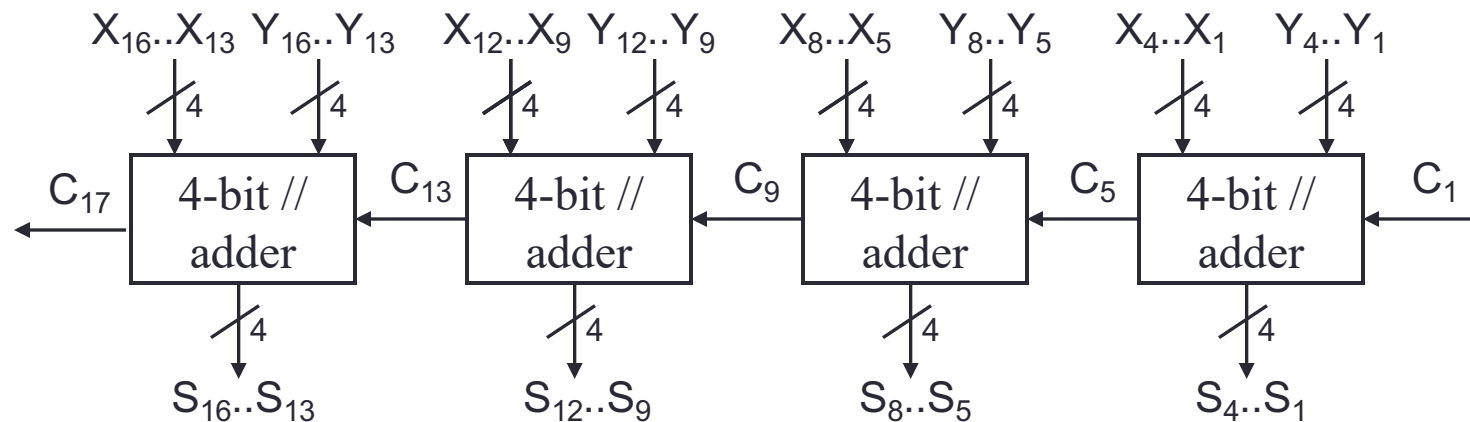 X₁₆..X₁₃ Y₁₆..Y₁₃ X₁₂..X₉ Y₁₂..Y₉ X₈..X₅ Y₈..Y₅ X₄..X₁ Y₄..Y₁
4 4 4 4 4 4 4 4
C₁₇ C₁₃ C₉ C₅ C₁
4-bit // 4-bit // 4-bit // 4-bit //
adder adder adder adder
4 4 4 4
S₁₆..S₁₃ S₁₂..S₉ S₈..S₅ S₄..S₁